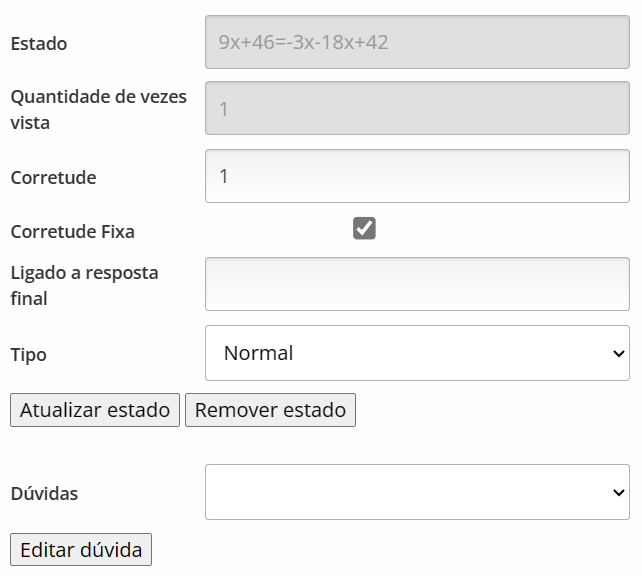 Estado
9x+46=-3x-18x+42
Quantidade de vezes
vista
1
Corretude
1
Corretude Fixa
Ligado a resposta
final
Tipo
Normal
Atualizar estado
Remover estado
Dúvidas
Editar dúvida